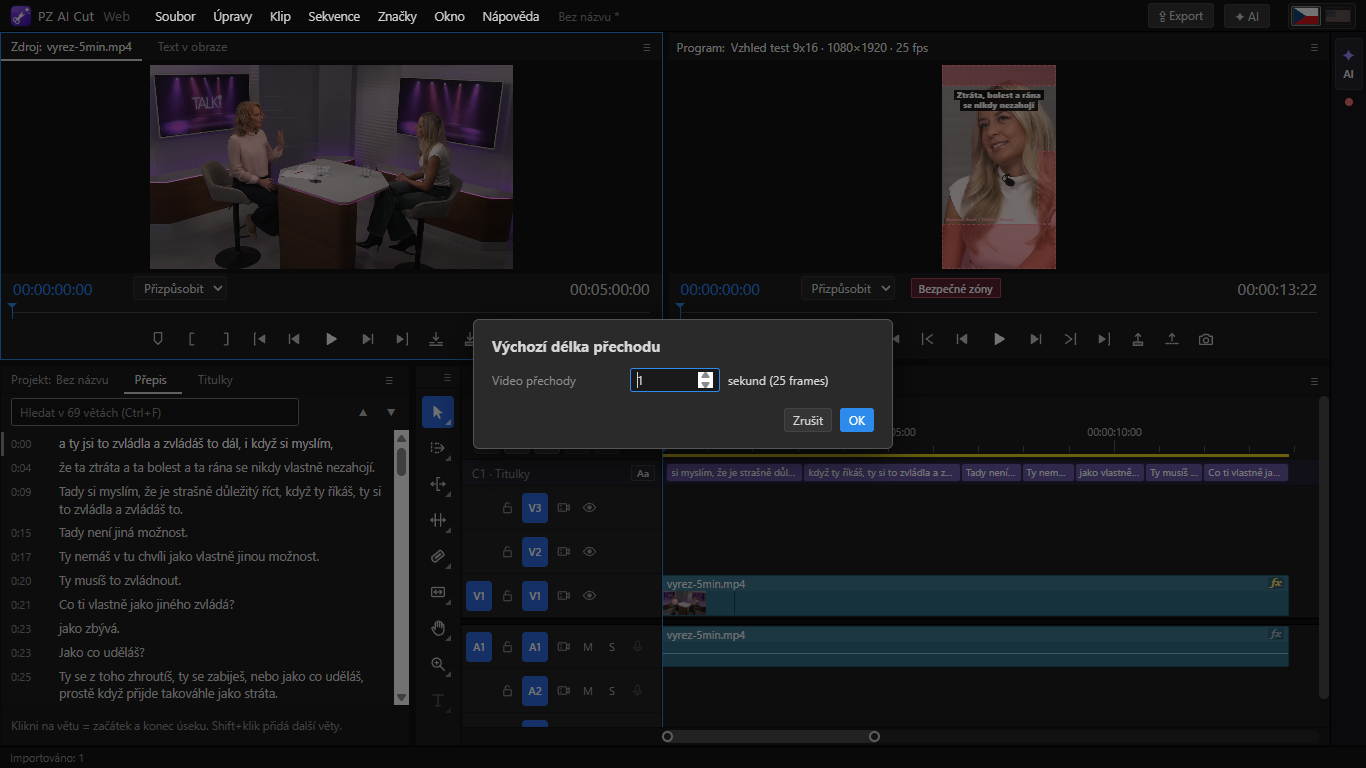 PZ AI Cut Web
Soubor Úpravy Klip Sekvence Značky Okno Nápověda
Bez názvu *
Export
AI
Zdroj: vyrez-5min.mp4
Text v obraze
TALK
00:00:00:00
Přizpůsobit
00:05:00:00
Program: Vzhled test 9x16 · 1080×1920 · 25 fps
Ztráta, bolest a rána
se nikdy nezahojí
00:00:00:00
Přizpůsobit
Bezpečné zóny
00:00:13:22
AI
Výchozí délka přechodu
Video přechody
1
sekund (25 frames)
Zrušit
OK
Projekt: Bez názvu
Přepis
Titulky
Hledat v 69 větách (Ctrl+F)
0:00 a ty jsi to zvládla a zvládáš to dál, i když si myslím,
0:04 že ta ztráta a ta bolest a ta rána se nikdy vlastně nezahojí.
0:09 Tady si myslím, že je strašně důležitý říct, když ty říkáš, ty si
to zvládla a zvládáš to.
0:15 Tady není jiná možnost.
0:17 Ty nemáš v tu chvíli jako vlastně jinou možnost.
0:20 Ty musíš to zvládnout.
0:21 Co ti vlastně jako jiného zvládá?
0:23 jako zbývá.
0:23 Jako co uděláš?
0:25 Ty se z toho zhroutíš, ty se zabiješ, nebo jako co uděláš,
prostě když přijde takováhle jako stráta.
Klikni na větu = začátek a konec úseku. Shift+klik přidá další věty.
Importováno: 1
05:00
00:00:10:00
C1 - Titulky
Aa
si myslím, že je strašně důl...
když ty říkáš, ty si to zvládla a z...
Tady není...
Ty nem...
jako vlastně...
Ty musíš ...
Co ti vlastně ja...
V3
V2
V1 V1
vyrez-5min.mp4
fx
A1 A1 M S
vyrez-5min.mp4
fx
A2 M S